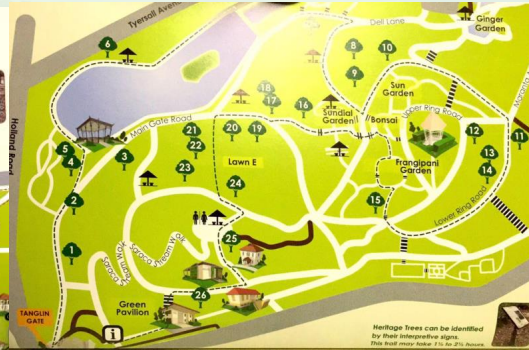 Tyersall Avenue
Dell Lane
Ginger
Garden
6
8
10
9
Sun
Garden
18
17
16
Sundial
Garden
Bonsai
Upper Ring Road
Holland Road
Main Gate Road
21
20
19
12
11
22
5
4
3
Lawn E
23
13
Frangipani
Garden
14
24
2
15
Lower Ring Road
25
1
Stream Walk
26
Green
Pavilion
TANGLIN
GATE
i
Heritage Trees can be identified
by their interpretive signs.
This trail may take 1½ to 2½ hours.